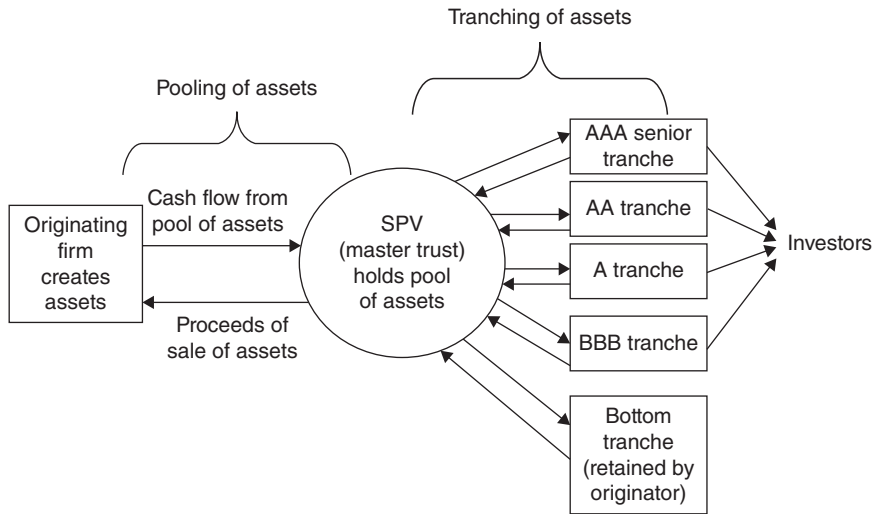 Tranching of assets
Pooling of assets
Cash flow from
pool of assets
Originating
firm
creates
assets
Proceeds of
sale of assets
SPV
(master trust)
holds pool
of assets
AAA senior
tranche
AA tranche
A tranche
BBB tranche
Bottom
tranche
(retained by
originator)
Investors